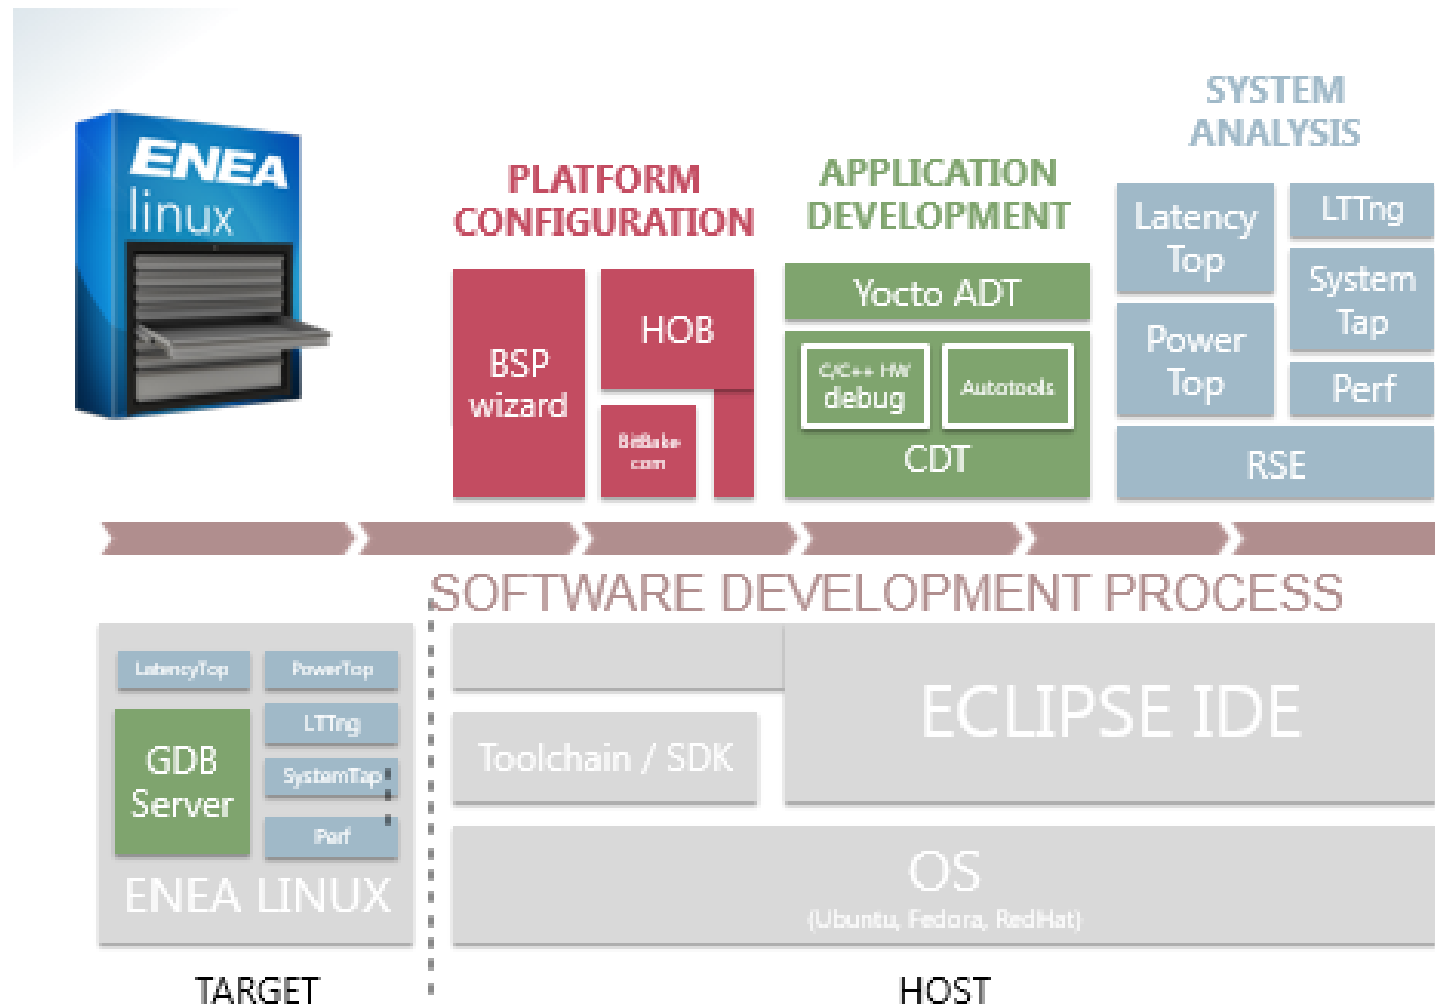 ENEA
linux
PLATFORM
CONFIGURATION
BSP
wizard
HOB
BitBake
com
APPLICATION
DEVELOPMENT
Yocto ADT
C/C++ HW
debug
Autotools
CDT
SYSTEM
ANALYSIS
Latency
Top
LTTng
System
Tap
Power
Top
Perf
RSE
SOFTWARE DEVELOPMENT PROCESS
LatencyTop
PowerTop
GDB
Server
LTTng
SystemTap
Perf
ENEA LINUX
Toolchain / SDK
ECLIPSE IDE
OS
(Ubuntu, Fedora, RedHat)
TARGET
HOST